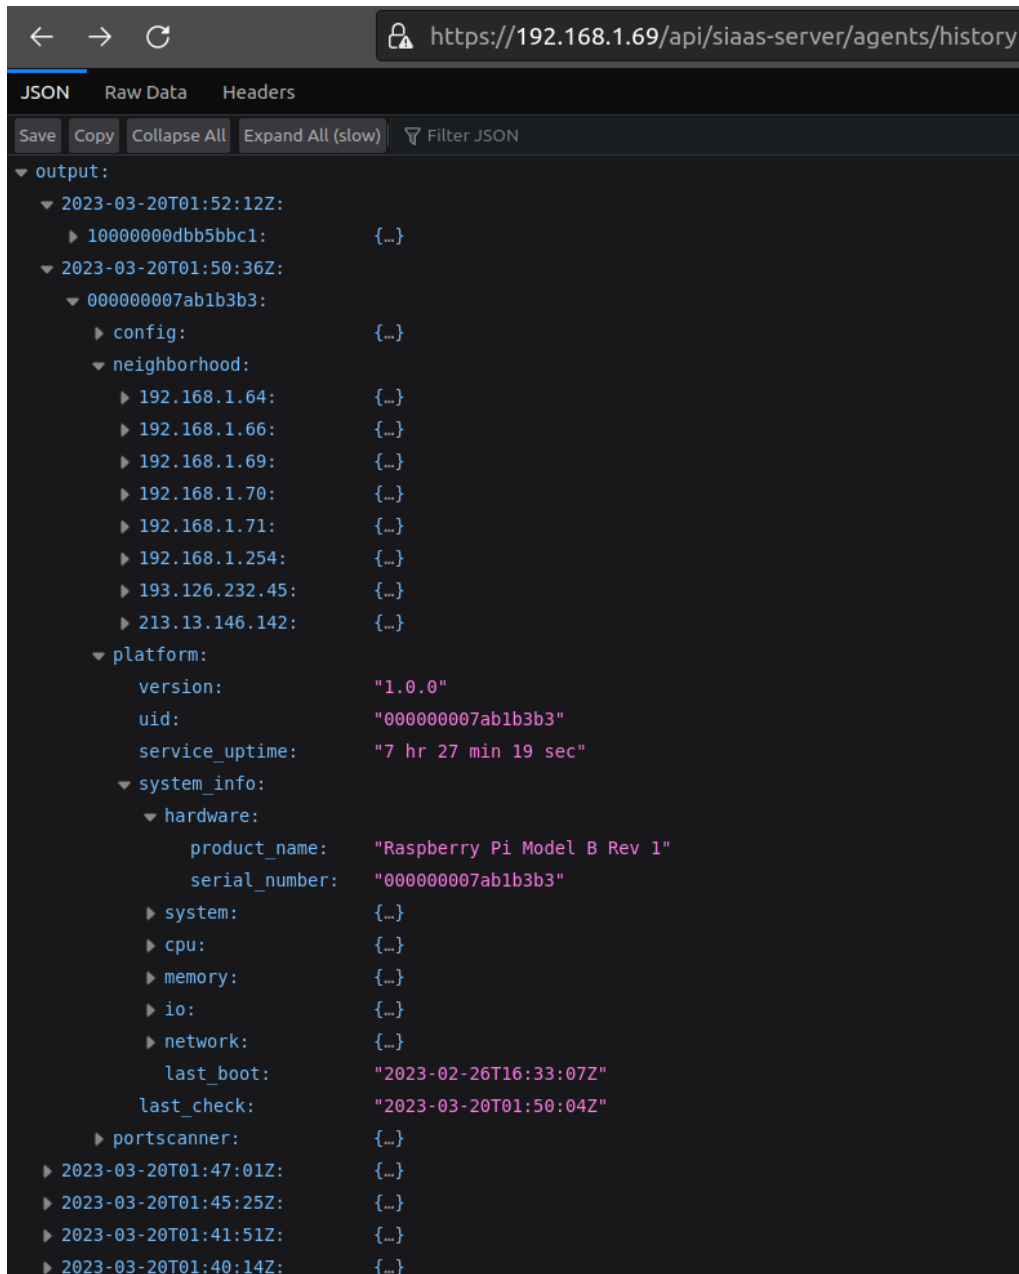 https://192.168.1.69/api/siaas-server/agents/history
JSON Raw Data Headers
Save Copy Collapse All Expand All (slow) Filter JSON
output:
2023-03-20T01:52:12Z:
10000000dbb5bbc1: {…}
2023-03-20T01:50:36Z:
000000007ab1b3b3:
config: {…}
neighborhood:
192.168.1.64: {…}
192.168.1.66: {…}
192.168.1.69: {…}
192.168.1.70: {…}
192.168.1.71: {…}
192.168.1.254: {…}
193.126.232.45: {…}
213.13.146.142: {…}
platform:
version: "1.0.0"
uid: "000000007ab1b3b3"
service_uptime: "7 hr 27 min 19 sec"
system_info:
hardware:
product_name: "Raspberry Pi Model B Rev 1"
serial_number: "000000007ab1b3b3"
system: {…}
cpu: {…}
memory: {…}
io: {…}
network: {…}
last_boot: "2023-02-26T16:33:07Z"
last_check: "2023-03-20T01:50:04Z"
portscanner: {…}
2023-03-20T01:47:01Z: {…}
2023-03-20T01:45:25Z: {…}
2023-03-20T01:41:51Z: {…}
2023-03-20T01:40:14Z: {…}